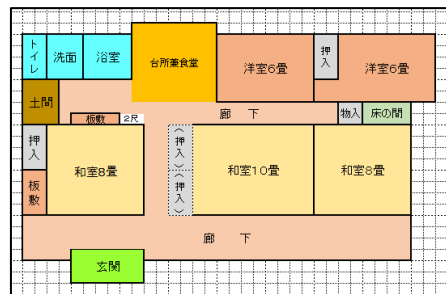 トイレ
洗面
浴室
台所兼食堂
洋室6畳
押入
洋室6畳
土間
板敷
2尺
廊 下
物入
床の間
押入
和室8畳
(押入)
(押入)
和室10畳
和室8畳
板敷
廊 下
玄関